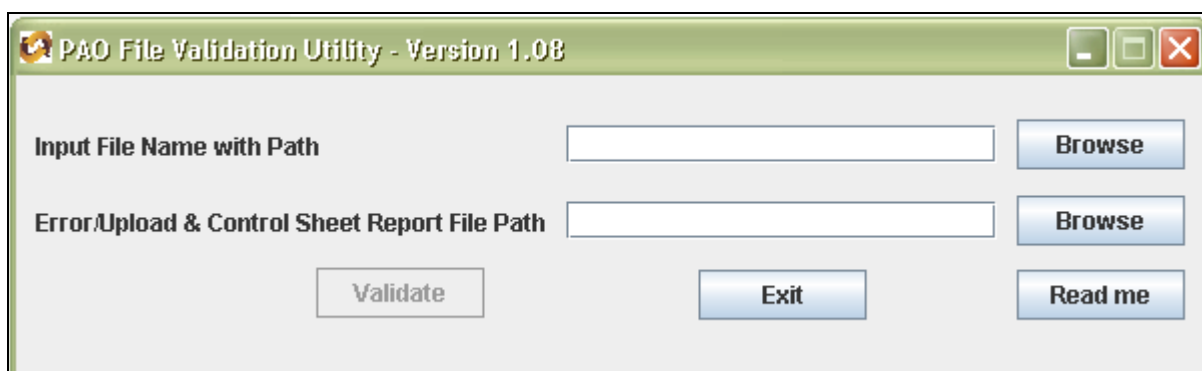 PAO File Validation Utility - Version 1.08
Input File Name with Path Browse
Error/Upload & Control Sheet Report File Path Browse
Validate Exit Read me